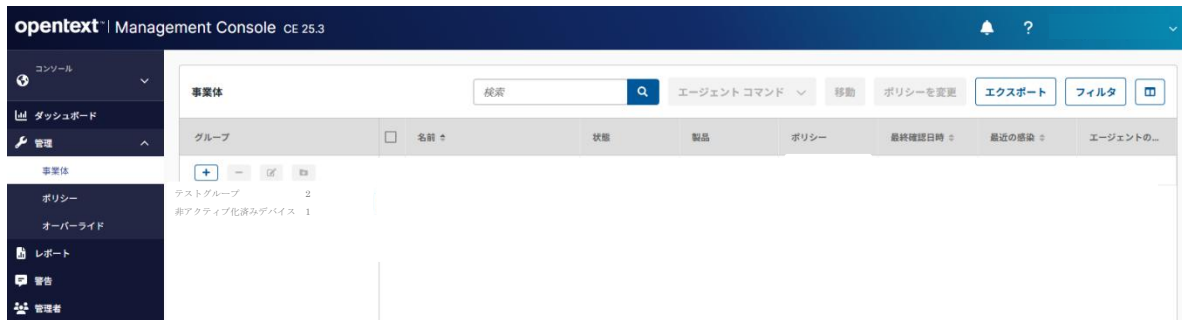 opentext™ | Management Console CE 25.3
?
コンソール
ダッシュボード
管理
事業体
ポリシー
オーバーライド
レポート
警告
管理者
事業体
検索
エージェント コマンド
移動
ポリシーを変更
エクスポート
フィルタ
グループ
名前
状態
製品
ポリシー
最終確認日時
最近の感染
エージェントの...
テストグループ 2
非アクティブ化済みデバイス 1